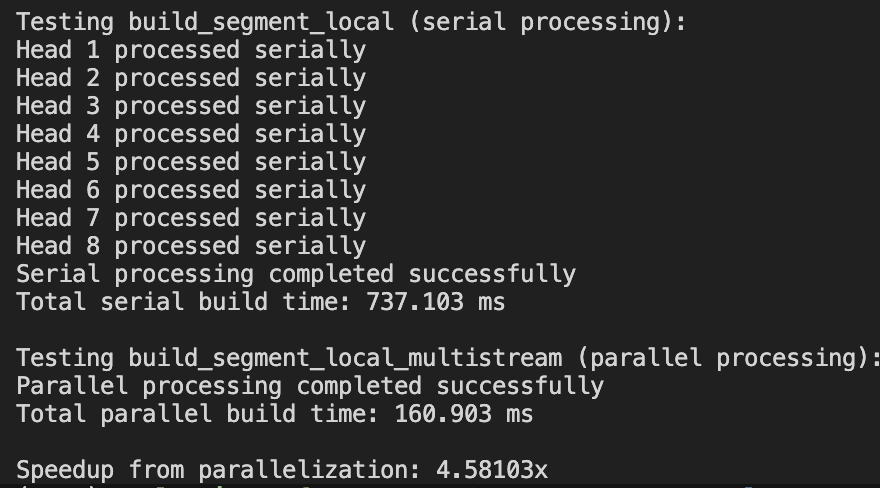 Testing build_segment_local (serial processing):
Head 1 processed serially
Head 2 processed serially
Head 3 processed serially
Head 4 processed serially
Head 5 processed serially
Head 6 processed serially
Head 7 processed serially
Head 8 processed serially
Serial processing completed successfully
Total serial build time: 737.103 ms
Testing build_segment_local_multistream (parallel processing):
Parallel processing completed successfully
Total parallel build time: 160.903 ms
Speedup from parallelization: 4.58103x